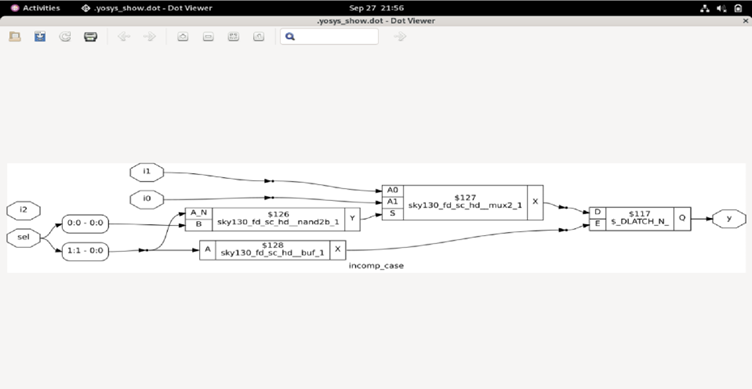 Activities .yosys_show.dot - Dot Viewer Sep 27 21:56
.yosys_show.dot - Dot Viewer
i1
i0
i2
sel
0:0 - 0:0
1:1 - 0:0
A_N
B
$126
sky130_fd_sc_hd__nand2b_1
Y
A
$128
sky130_fd_sc_hd__buf_1
X
A0
A1
S
$127
sky130_fd_sc_hd__mux2_1
X
D
E
$117
$_DLATCH_N_
Q
y
incomp_case